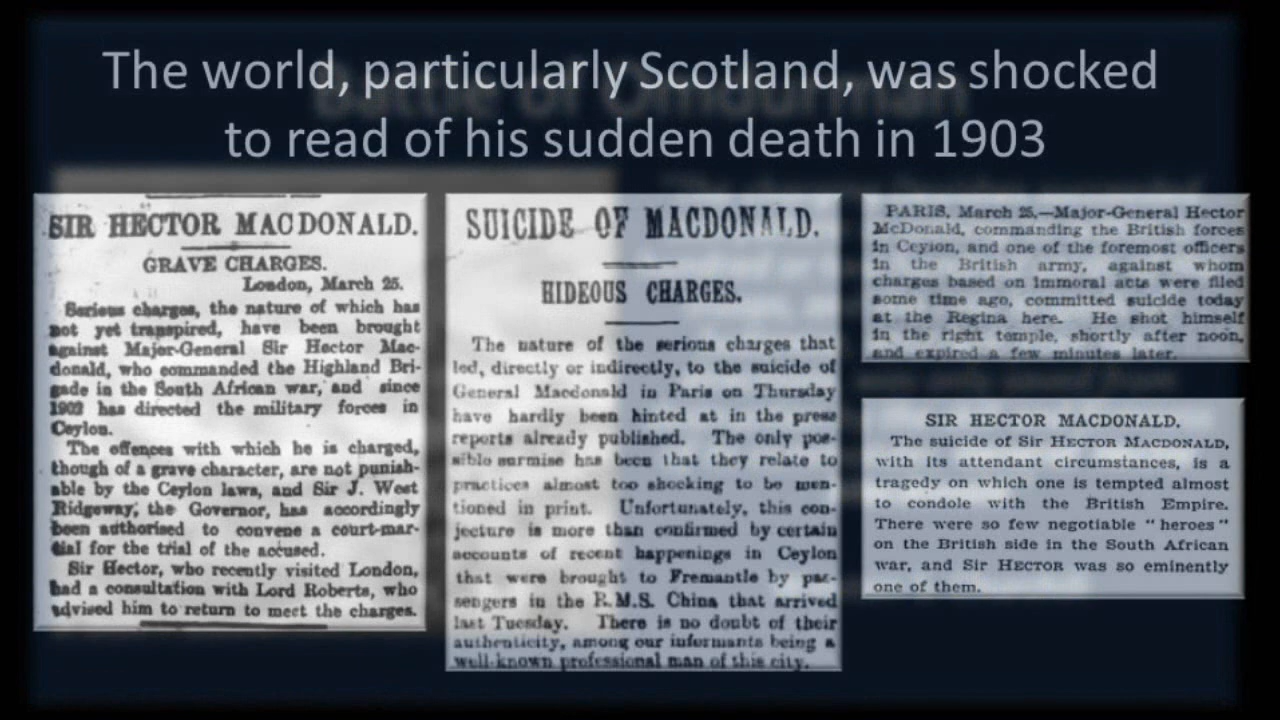 The world, particularly Scotland, was shocked
to read of his sudden death in 1903
SIR HECTOR MACDONALD.
GRAVE CHARGES.
London, March 25.
Serious charges, the nature of which has
not yet transpired, have been brought
against Major-General Sir Hector Mac-
donald, who commanded the Highland Bri-
gade in the South African war, and since
1902 has directed the military forces in
Ceylon.
The offences with which he is charged,
though of a grave character, are not punish-
able by the Ceylon laws, and Sir J. West
Ridgeway, the Governor, has accordingly
been authorised to convene a court-mar-
tial for the trial of the accused.
Sir Hector, who recently visited London,
had a consultation with Lord Roberts, who
advised him to return to meet the charges.
SUICIDE OF MACDONALD.
HIDEOUS CHARGES.
The nature of the serious charges that
led, directly or indirectly, to the suicide of
General Macdonald in Paris on Thursday
have hardly been hinted at in the press
reports already published. The only pos-
sible surmise has been that they relate to
practices almost too shocking to be men-
tioned in print. Unfortunately, this con-
jecture is more than confirmed by certain
accounts of recent happenings in Ceylon
that were brought to Fremantle by pas-
sengers in the R.M.S. China that arrived
last Tuesday. There is no doubt of their
authenticity, among our informants being a
well-known professional man of this city.
PARIS, March 25.—Major-General Hector
McDonald, commanding the British forces
in Ceylon, and one of the foremost officers
in the British army, against whom
charges based on immoral acts were filed
some time ago, committed suicide today
at the Regina here. He shot himself
in the right temple, shortly after noon,
and expired a few minutes later.
SIR HECTOR MACDONALD.
The suicide of Sir HECTOR MACDONALD,
with its attendant circumstances, is a
tragedy on which one is tempted almost
to condole with the British Empire.
There were so few negotiable "heroes"
on the British side in the South African
war, and Sir HECTOR was so eminently
one of them.